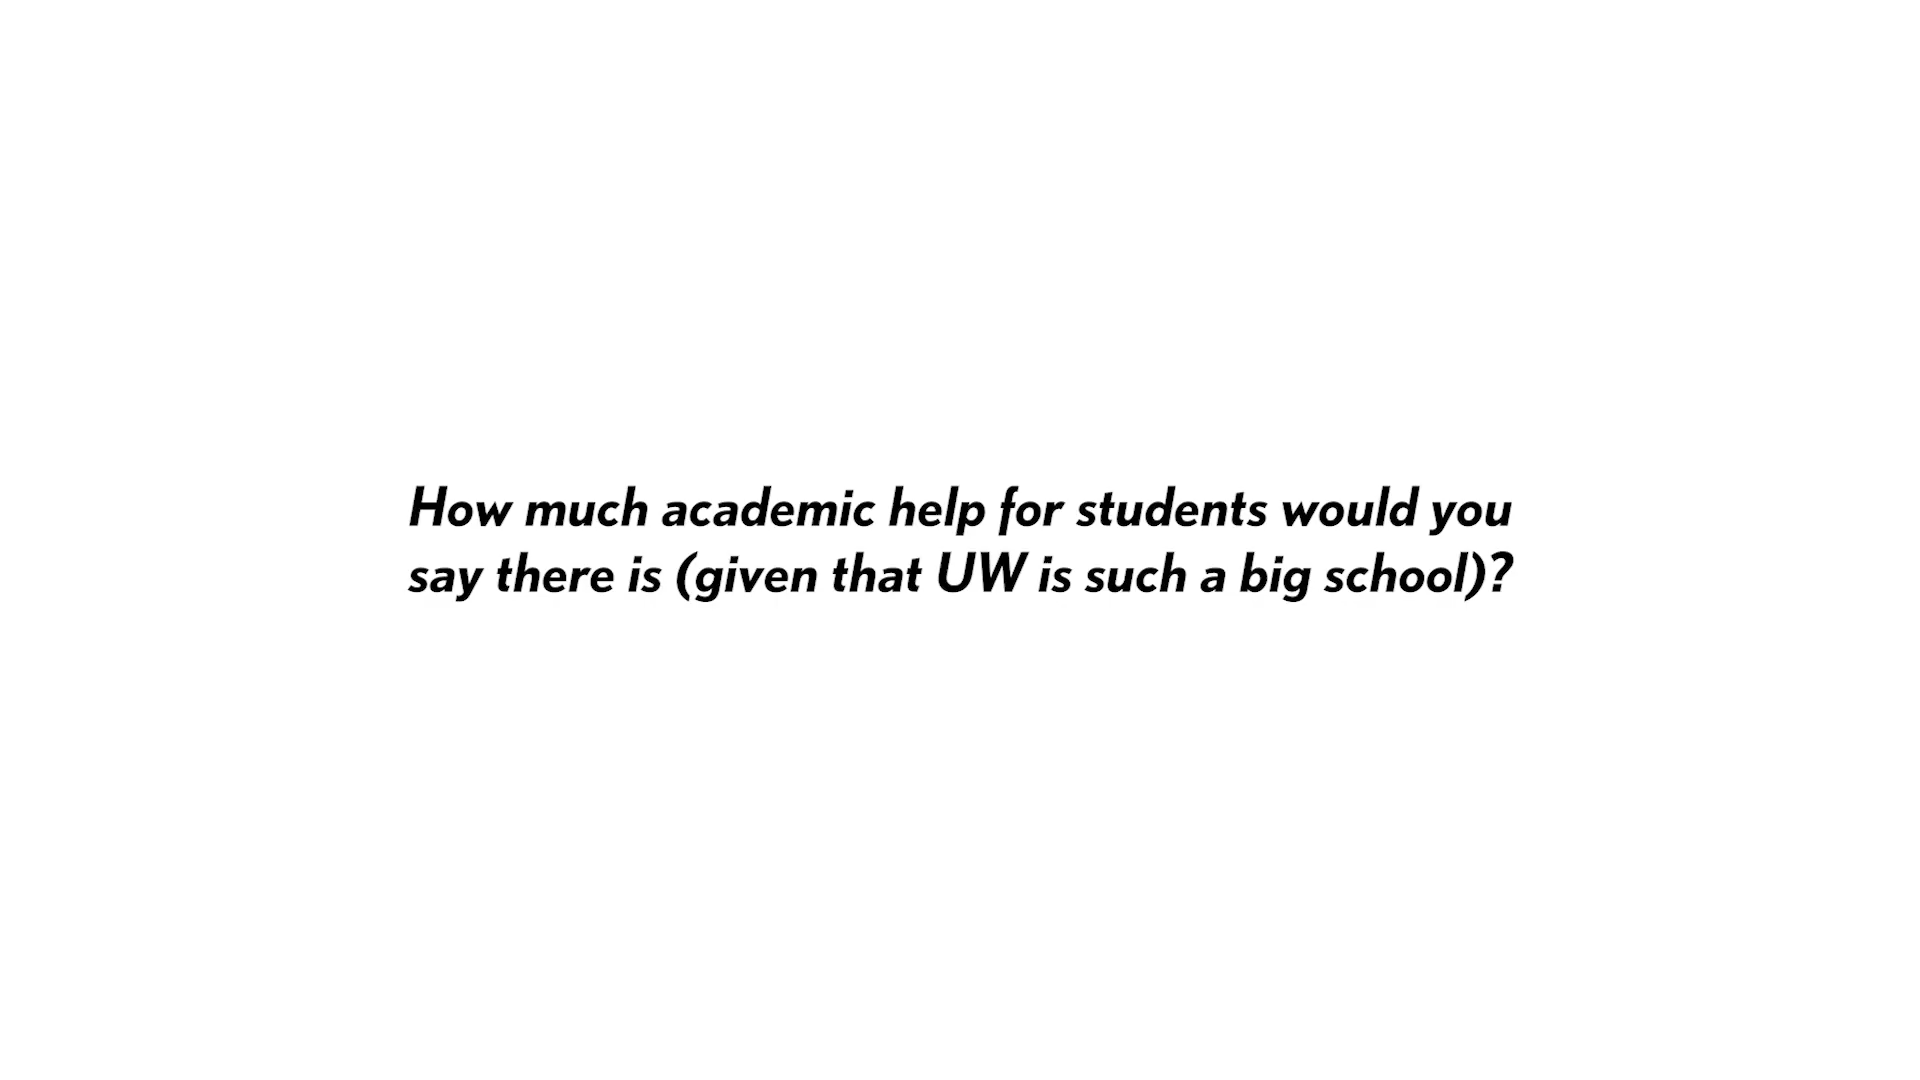 How much academic help for students would you
say there is (given that UW is such a big school)?